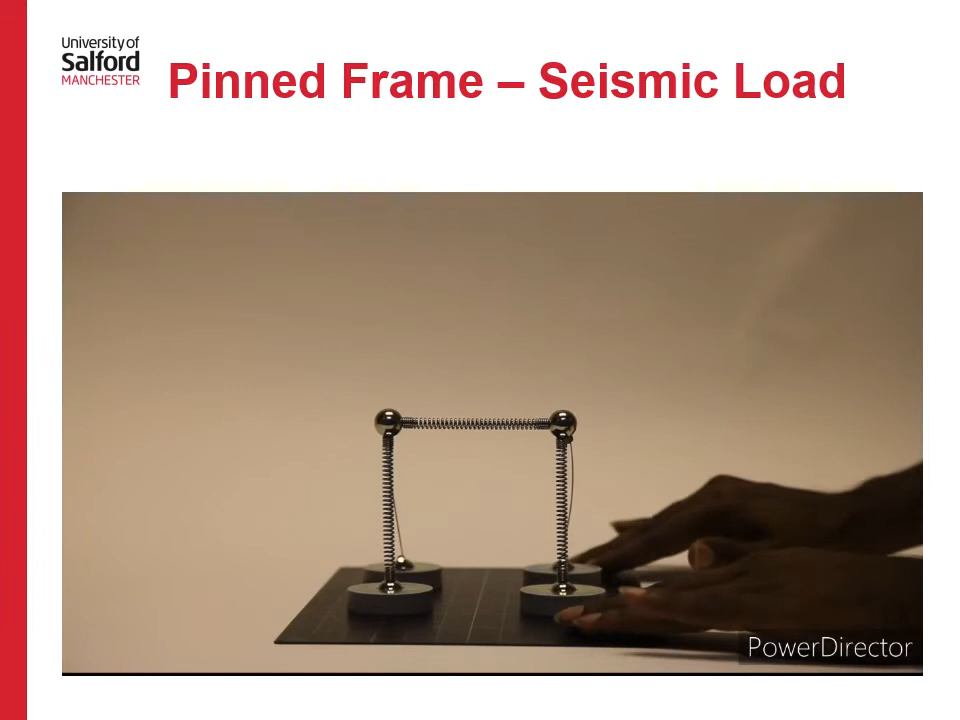 University of
Salford
MANCHESTER
Pinned Frame – Seismic Load
PowerDirector